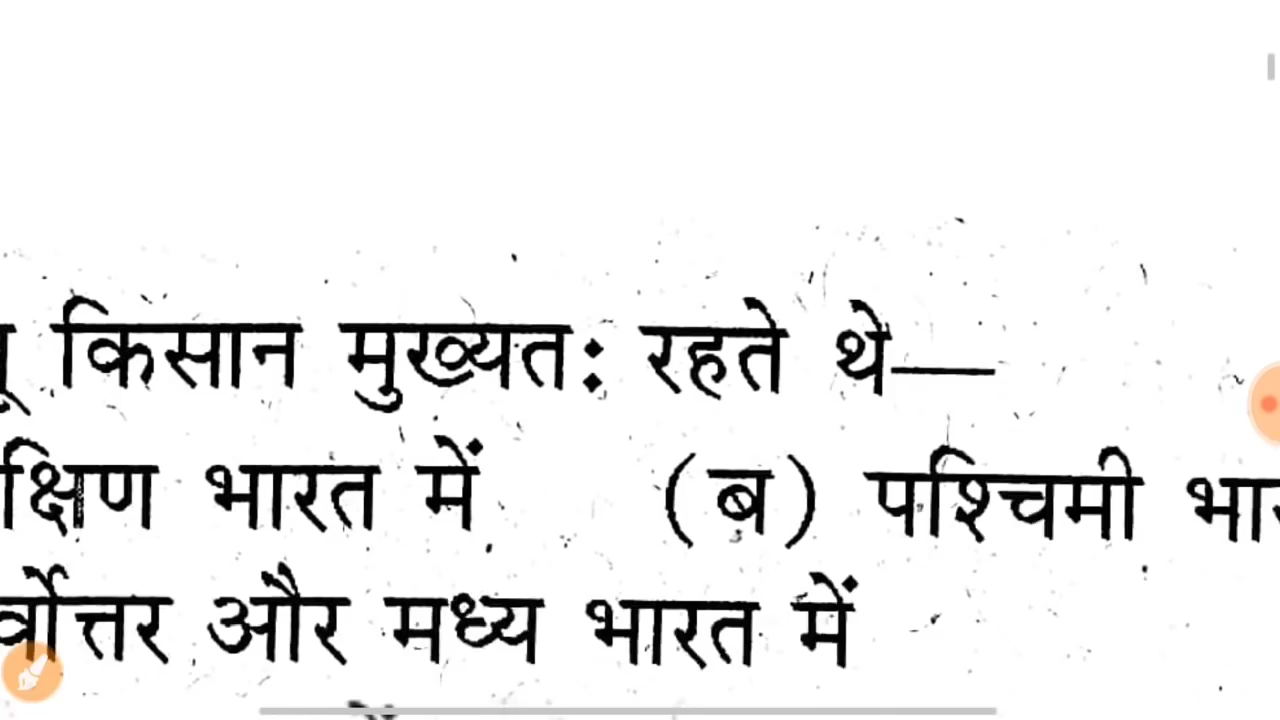 किसान मुख्यतः रहते थे—
क्षिण भारत में (ब) पश्चिमी भा
र्वोत्तर और मध्य भारत में